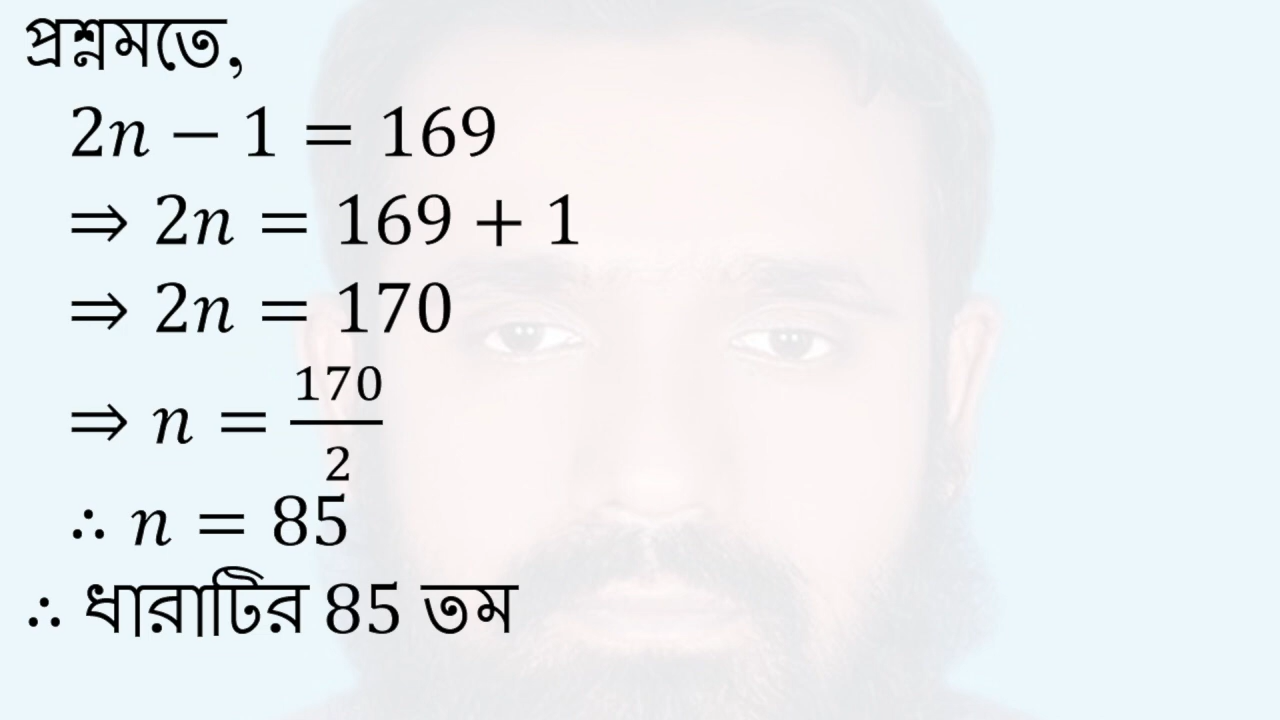 প্রশ্নমতে,
2n − 1 = 169
⇒ 2n = 169 + 1
⇒ 2n = 170
⇒ n = 170/2
∴ n = 85
∴ ধারাটির 85 তম